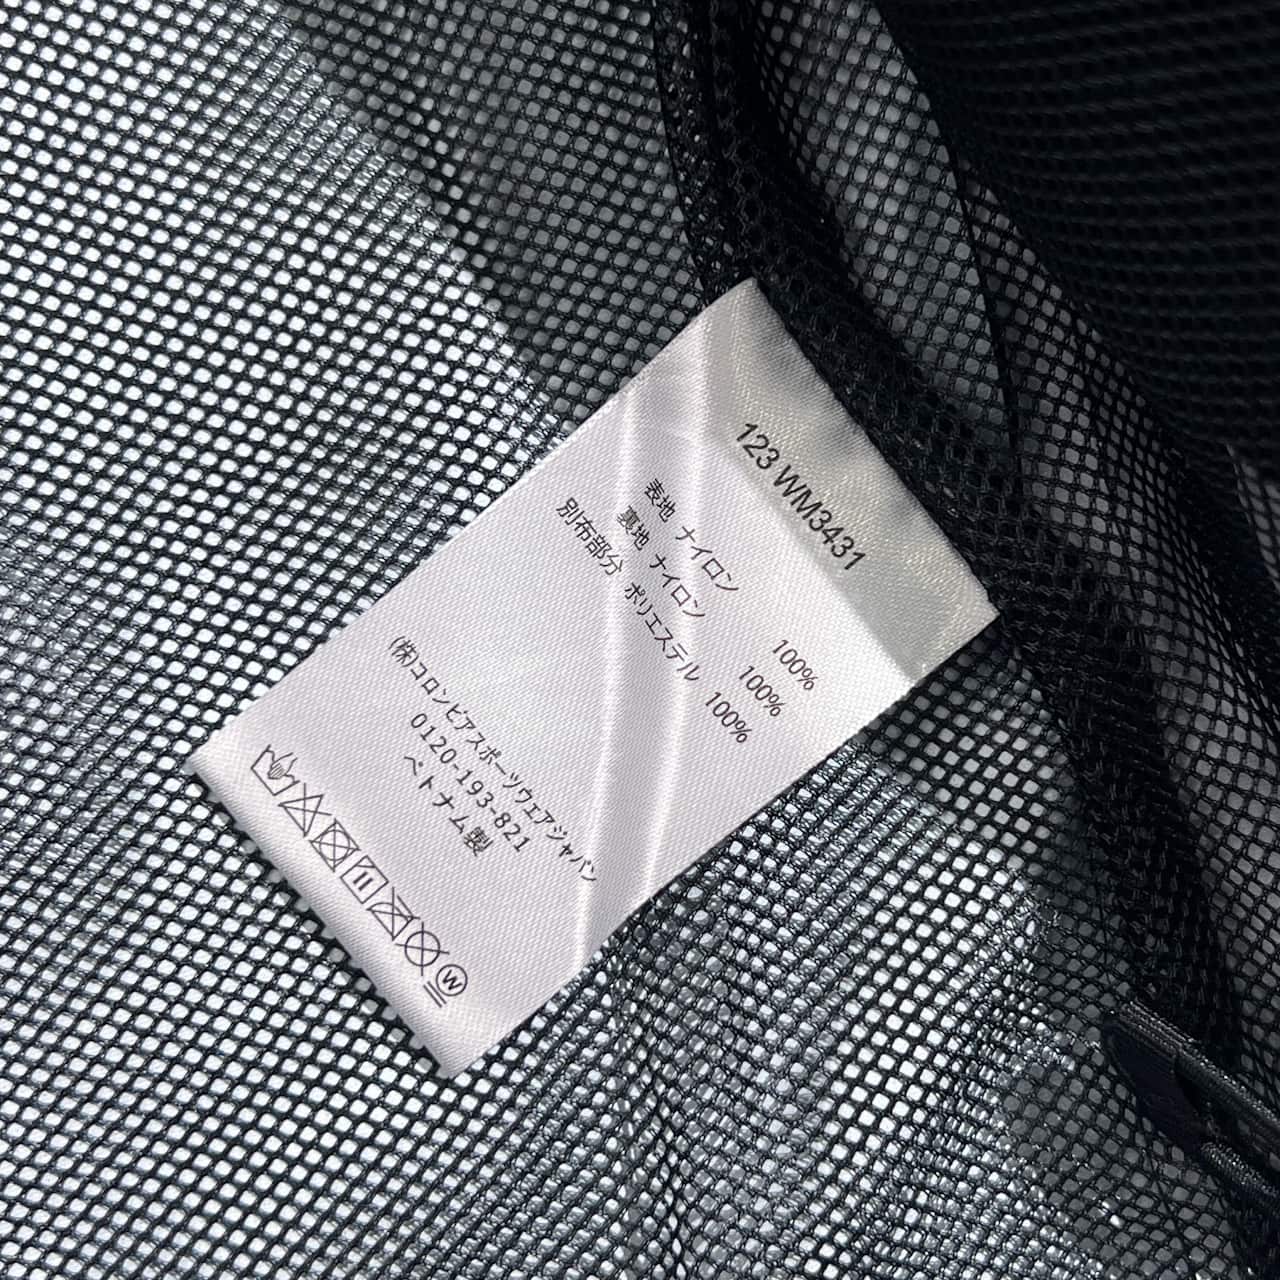 123 WM3431
表地 ナイロン 100%
裏地 ナイロン 100%
別布部分 ポリエステル 100%
(株)コロンビアスポーツウェアジャパン
0120-193-821
ベトナム製
W